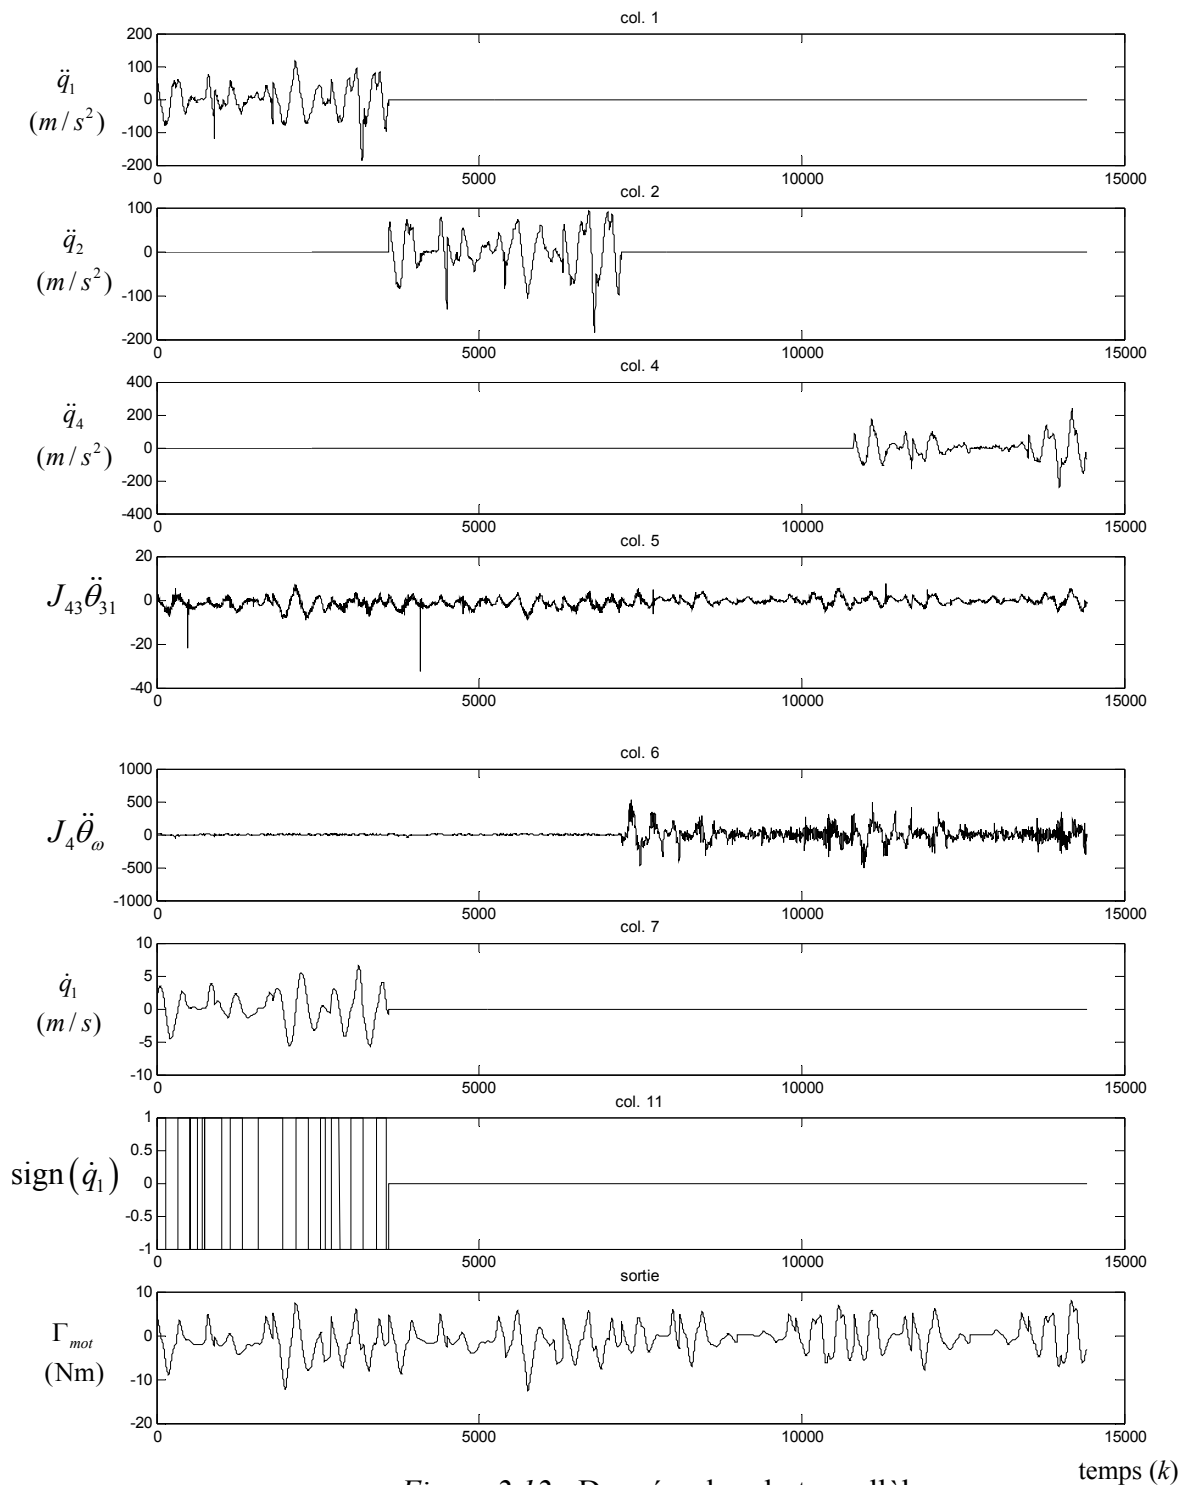 col. 1
200
100
0
-100
-200
q̈₁
(m/s²)
0 5000 10000 15000
col. 2
100
0
-100
-200
q̈₂
(m/s²)
0 5000 10000 15000
col. 4
400
200
0
-200
-400
q̈₄
(m/s²)
0 5000 10000 15000
col. 5
20
0
-20
-40
J₄₃θ̈₃₁
0 5000 10000 15000
col. 6
1000
500
0
-500
-1000
J₄θ̈ω
0 5000 10000 15000
col. 7
10
5
0
-5
-10
q̇₁
(m/s)
0 5000 10000 15000
col. 11
1
0.5
0
-0.5
-1
sign(q̇₁)
0 5000 10000 15000
sortie
10
0
-10
-20
Γmot
(Nm)
0 5000 10000 15000
temps (k)